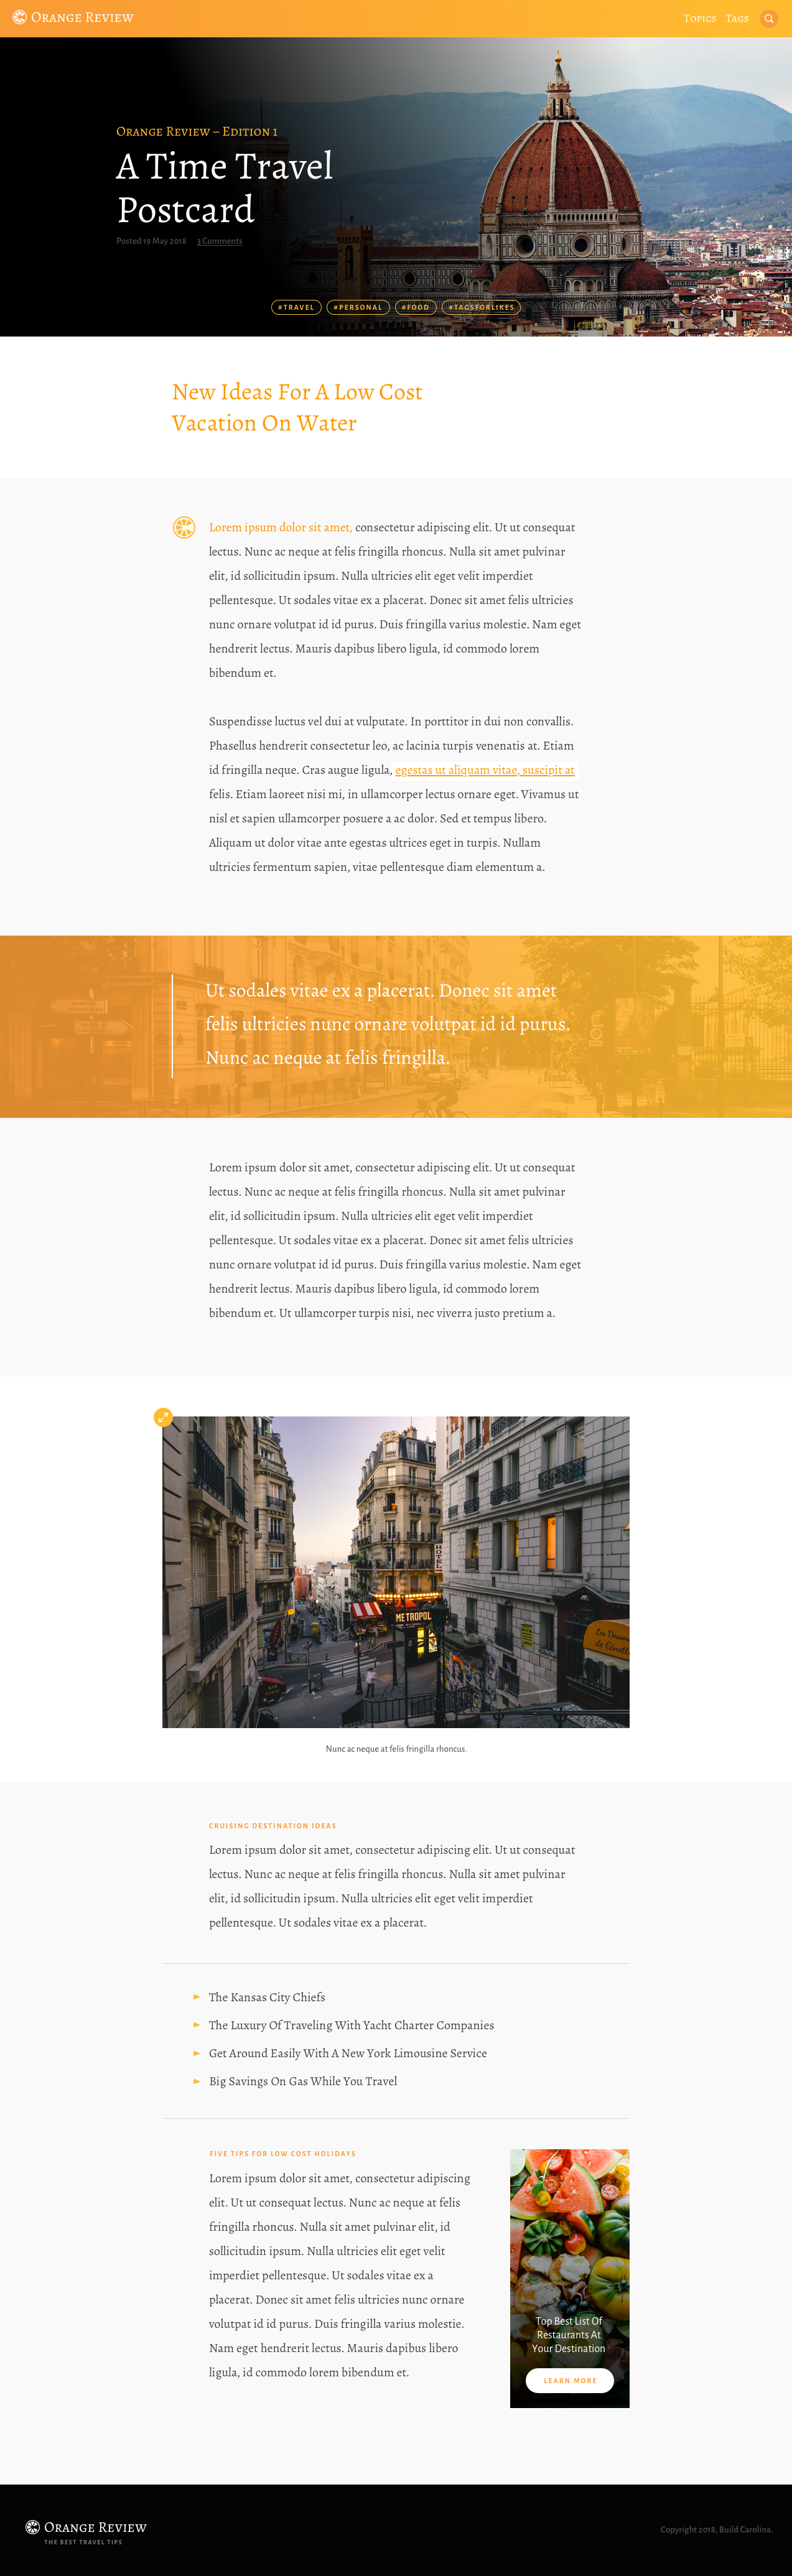 Orange Review
Topics Tags
Orange Review – Edition 1
A Time Travel
Postcard
Posted 19 May 2018 3 Comments
#TRAVEL #PERSONAL #FOOD #TAGSFORLIKES
New Ideas For A Low Cost
Vacation On Water
Lorem ipsum dolor sit amet, consectetur adipiscing elit. Ut ut consequat
lectus. Nunc ac neque at felis fringilla rhoncus. Nulla sit amet pulvinar
elit, id sollicitudin ipsum. Nulla ultricies elit eget velit imperdiet
pellentesque. Ut sodales vitae ex a placerat. Donec sit amet felis ultricies
nunc ornare volutpat id id purus. Duis fringilla varius molestie. Nam eget
hendrerit lectus. Mauris dapibus libero ligula, id commodo lorem
bibendum et.
Suspendisse luctus vel dui at vulputate. In porttitor in dui non convallis.
Phasellus hendrerit consectetur leo, ac lacinia turpis venenatis at. Etiam
id fringilla neque. Cras augue ligula, egestas ut aliquam vitae, suscipit at
felis. Etiam laoreet nisi mi, in ullamcorper lectus ornare eget. Vivamus ut
nisl et sapien ullamcorper posuere a ac dolor. Sed et tempus libero.
Aliquam ut dolor vitae ante egestas ultrices eget in turpis. Nullam
ultricies fermentum sapien, vitae pellentesque diam elementum a.
Ut sodales vitae ex a placerat. Donec sit amet
felis ultricies nunc ornare volutpat id id purus.
Nunc ac neque at felis fringilla.
Lorem ipsum dolor sit amet, consectetur adipiscing elit. Ut ut consequat
lectus. Nunc ac neque at felis fringilla rhoncus. Nulla sit amet pulvinar
elit, id sollicitudin ipsum. Nulla ultricies elit eget velit imperdiet
pellentesque. Ut sodales vitae ex a placerat. Donec sit amet felis ultricies
nunc ornare volutpat id id purus. Duis fringilla varius molestie. Nam eget
hendrerit lectus. Mauris dapibus libero ligula, id commodo lorem
bibendum et. Ut ullamcorper turpis nisi, nec viverra justo pretium a.
HOTEL
METROPOL
Nunc ac neque at felis fringilla rhoncus.
CRUISING DESTINATION IDEAS
Lorem ipsum dolor sit amet, consectetur adipiscing elit. Ut ut consequat
lectus. Nunc ac neque at felis fringilla rhoncus. Nulla sit amet pulvinar
elit, id sollicitudin ipsum. Nulla ultricies elit eget velit imperdiet
pellentesque. Ut sodales vitae ex a placerat.
The Kansas City Chiefs
The Luxury Of Traveling With Yacht Charter Companies
Get Around Easily With A New York Limousine Service
Big Savings On Gas While You Travel
FIVE TIPS FOR LOW COST HOLIDAYS
Lorem ipsum dolor sit amet, consectetur adipiscing
elit. Ut ut consequat lectus. Nunc ac neque at felis
fringilla rhoncus. Nulla sit amet pulvinar elit, id
sollicitudin ipsum. Nulla ultricies elit eget velit
imperdiet pellentesque. Ut sodales vitae ex a
placerat. Donec sit amet felis ultricies nunc ornare
volutpat id id purus. Duis fringilla varius molestie.
Nam eget hendrerit lectus. Mauris dapibus libero
ligula, id commodo lorem bibendum et.
Top Best List Of
Restaurants At
Your Destination
LEARN MORE
Orange Review
THE BEST TRAVEL TIPS
Copyright 2018, Build Carolina.